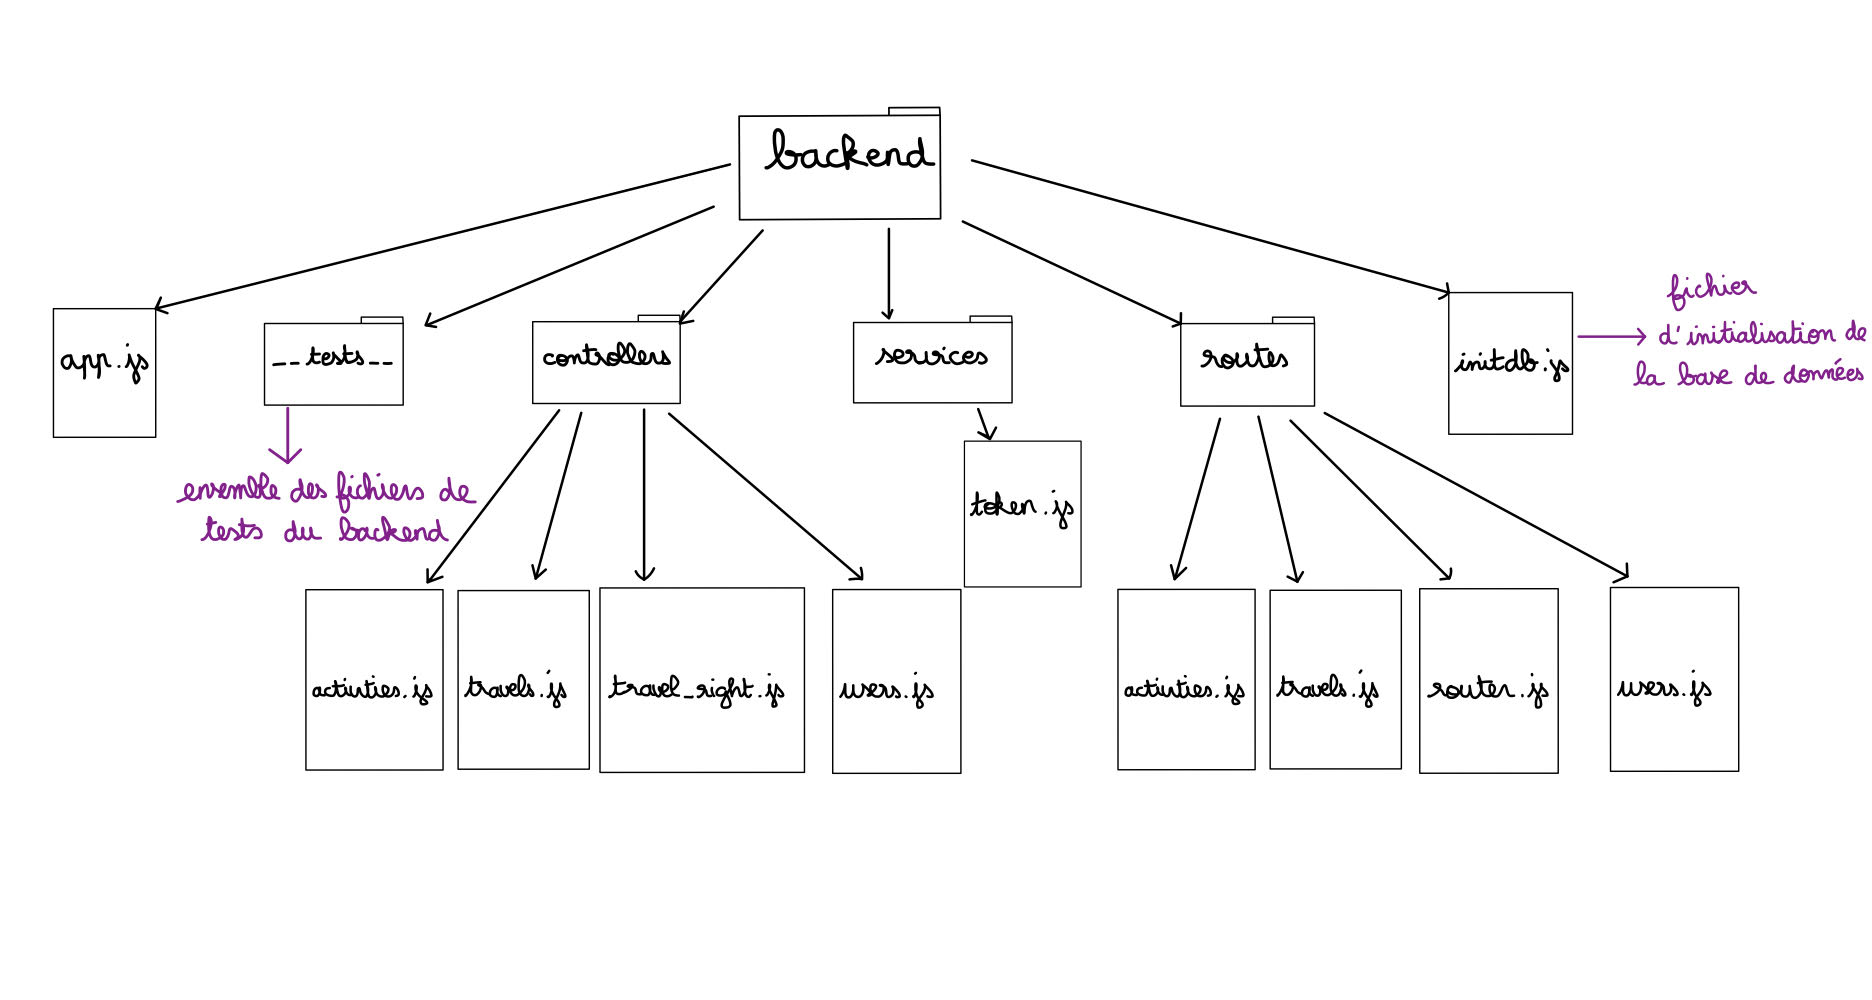 backend
app.js
__tests__
controllers
services
routes
initdb.js
fichier
d'initialisation de
la base de données
ensemble des fichiers de
tests du backend
token.js
activities.js
travels.js
travel_right.js
users.js
activities.js
travels.js
router.js
users.js